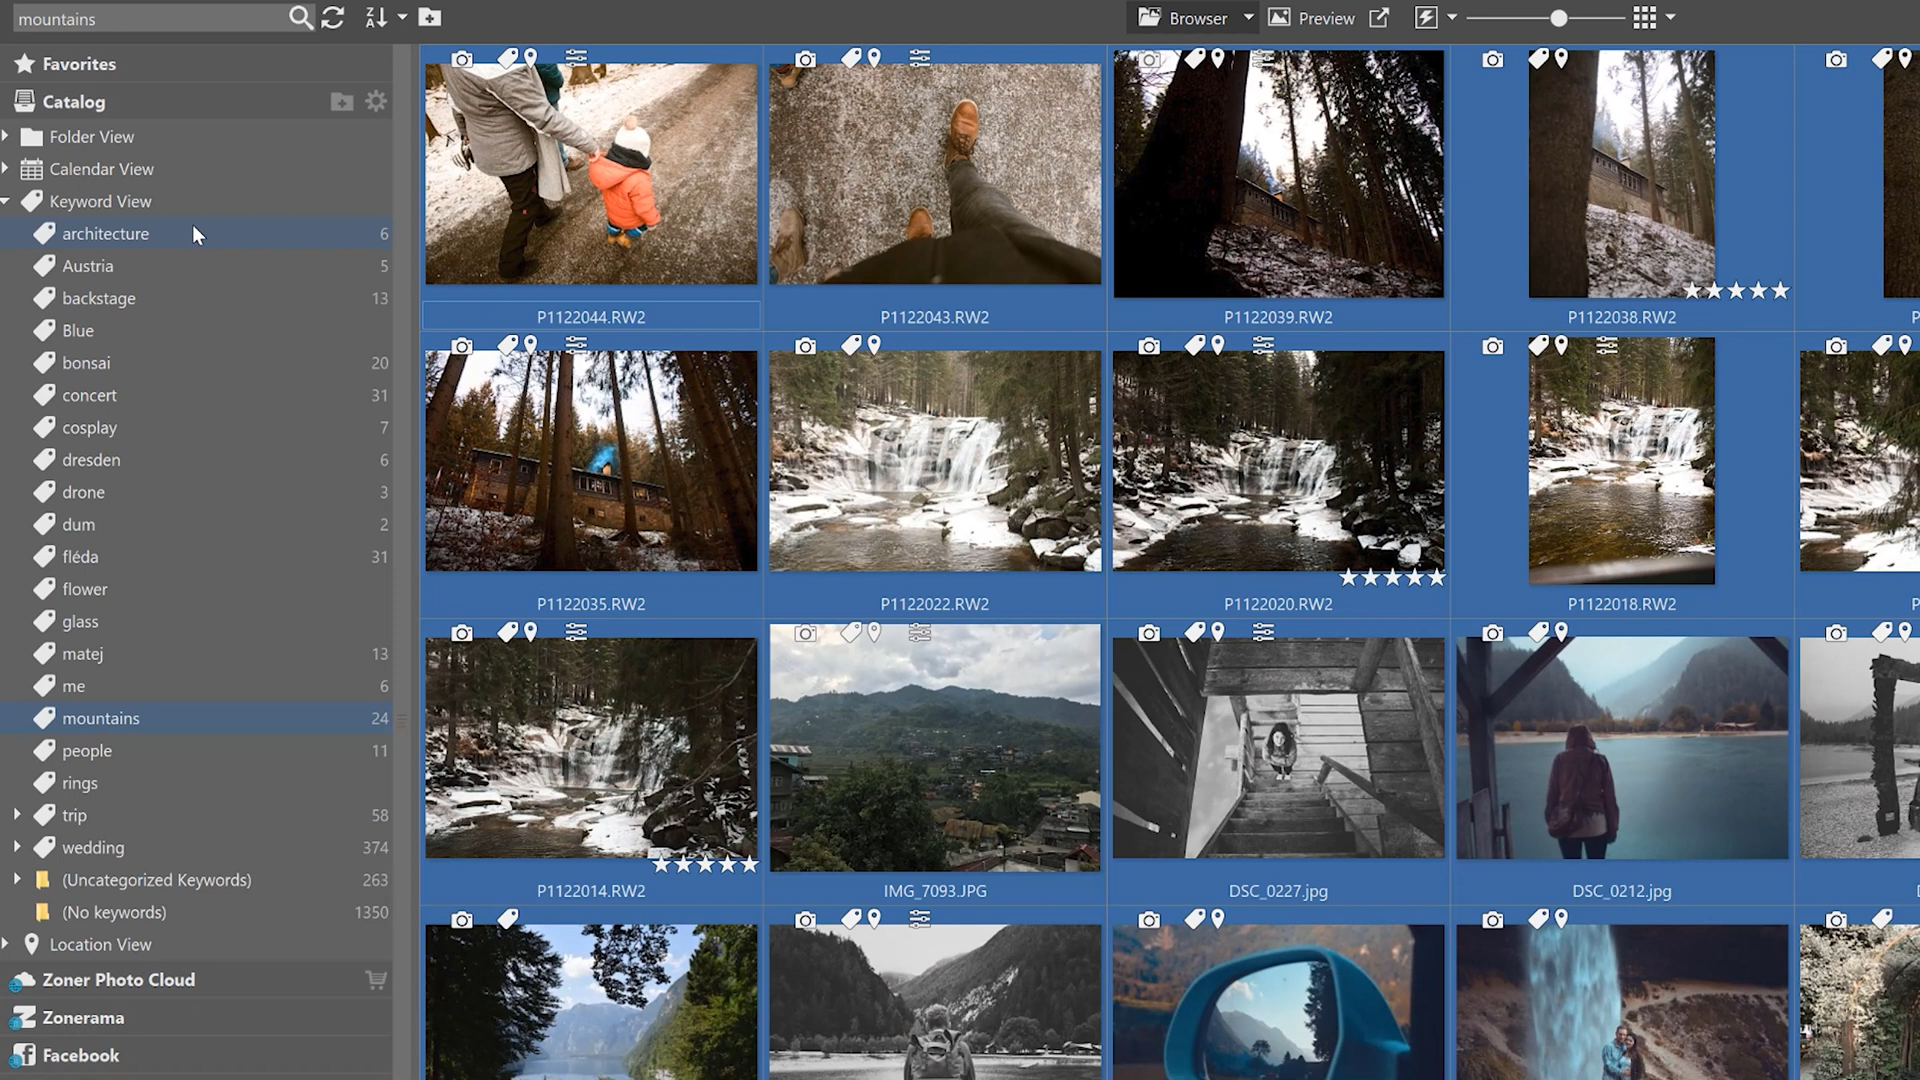 mountains
Browser
Preview
Favorites
Catalog
Folder View
Calendar View
Keyword View
architecture 6
Austria 5
backstage 13
Blue
bonsai 20
concert 31
cosplay 7
dresden 6
drone 3
dum 2
fléda 31
flower
glass
matej 13
me 6
mountains 24
people 11
rings
trip 58
wedding 374
(Uncategorized Keywords) 263
(No keywords) 1350
Location View
Zoner Photo Cloud
Zonerama
Facebook
P1122044.RW2
P1122043.RW2
P1122039.RW2
P1122038.RW2
P
P1122035.RW2
P1122022.RW2
P1122020.RW2
P1122018.RW2
P
P1122014.RW2
IMG_7093.JPG
DSC_0227.jpg
DSC_0212.jpg